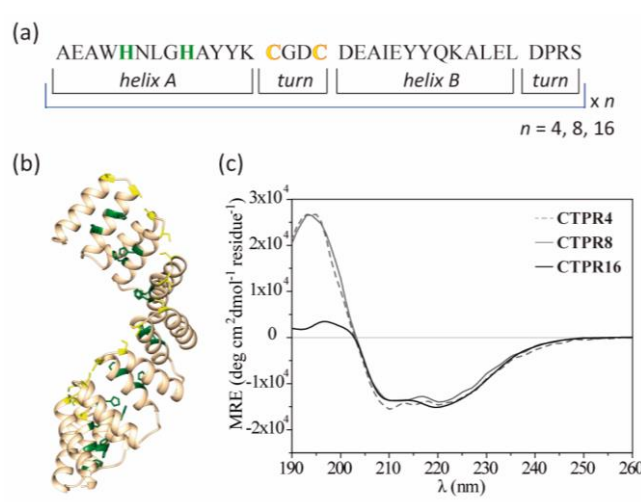 (a)
AEAWHNLGHAYYK CGDC DEAIEYYQKALEL DPRS
helix A turn helix B turn
x n
n = 4, 8, 16
(b)
(c)
3x10⁴
2x10⁴
1x10⁴
0
-1x10⁴
-2x10⁴
MRE (deg cm²dmol⁻¹ residue⁻¹)
CTPR4
CTPR8
CTPR16
190 200 210 220 230 240 250 260
λ (nm)